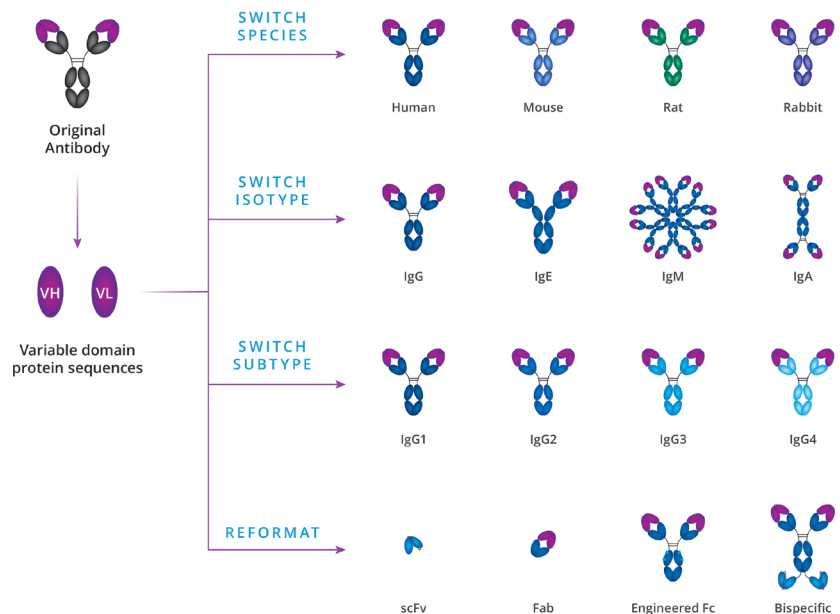 SWITCH
SPECIES
Original
Antibody
Human
Mouse
Rat
Rabbit
SWITCH
ISOTYPE
IgG
IgE
IgM
IgA
VH
VL
Variable domain
protein sequences
SWITCH
SUBTYPE
IgG1
IgG2
IgG3
IgG4
REFORMAT
scFv
Fab
Engineered Fc
Bispecific